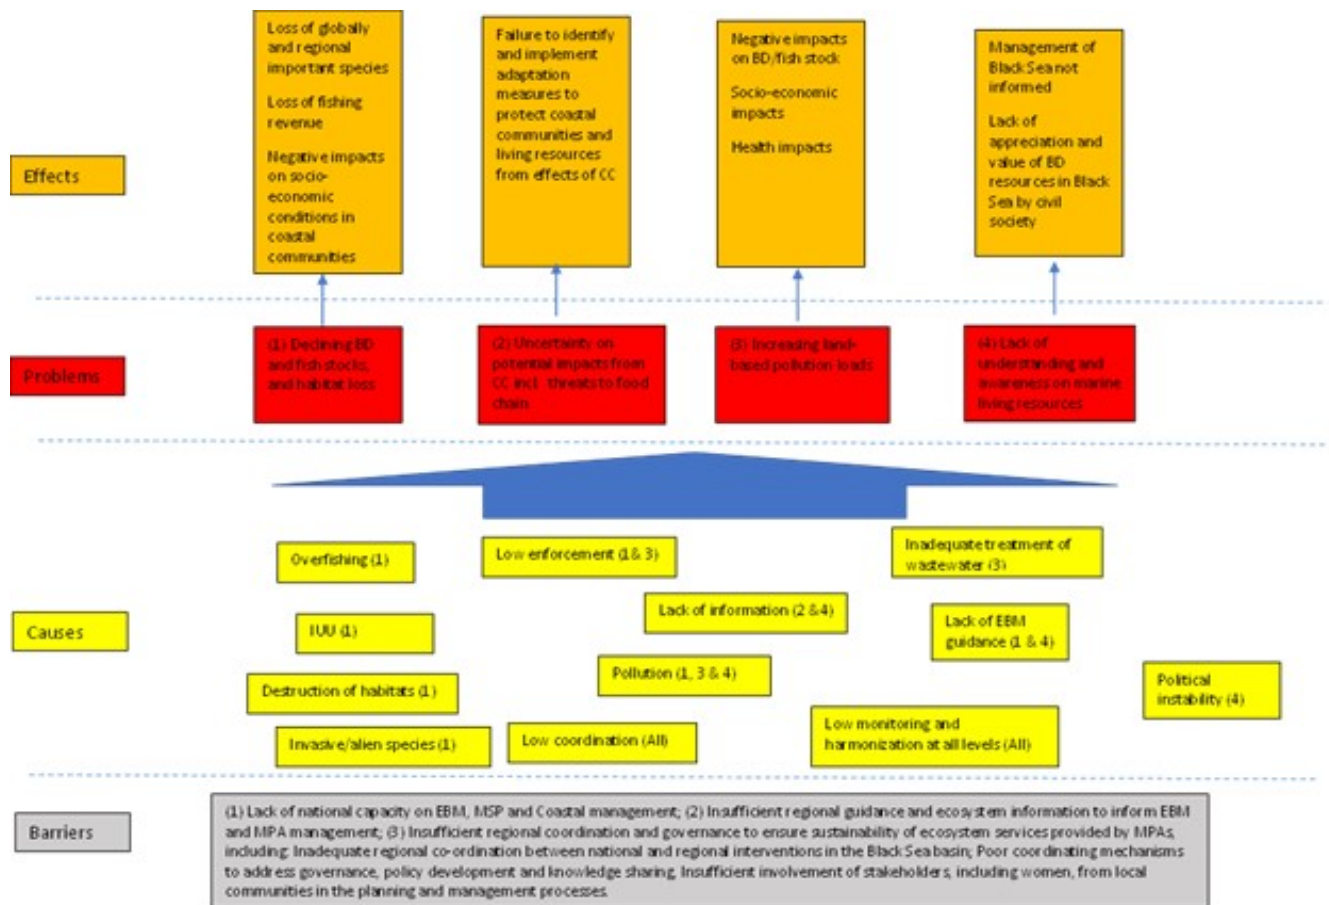 Effects
Loss of globally
and regional
important species
Loss of fishing
revenue
Negative impacts
on socio-
economic
conditions in
coastal
communities
Failure to identify
and implement
adaptation
measures to
protect coastal
communities and
living resources
from effects of CC
Negative impacts
on BD/fish stock
Socio-economic
impacts
Health impacts
Management of
Black Sea not
informed
Lack of
appreciation and
value of BD
resources in Black
Sea by civil
society
Problems
(1) Declining BD
and fish stocks,
and habitat loss
(2) Uncertainty on
potential impacts from
CC incl threats to food
chain
(3) Increasing land-
based pollution loads
(4) Lack of
understanding and
awareness on marine
living resources
Causes
Overfishing (1)
Low enforcement (1& 3)
Inadequate treatment of
wastewater (3)
IUU (1)
Lack of information (2 &4)
Lack of EBM
guidance (1 & 4)
Destruction of habitats (1)
Pollution (1, 3 & 4)
Political
instability (4)
Invasive/alien species (1)
Low coordination (All)
Low monitoring and
harmonization at all levels (All)
Barriers
(1) Lack of national capacity on EBM, MSP and Coastal management; (2) Insufficient regional guidance and ecosystem information to inform EBM
and MPA management; (3) Insufficient regional coordination and governance to ensure sustainability of ecosystem services provided by MPAs,
including: Inadequate regional co-ordination between national and regional interventions in the Black Sea basin; Poor coordinating mechanisms
to address governance, policy development and knowledge sharing, Insufficient involvement of stakeholders, including women, from local
communities in the planning and management processes.